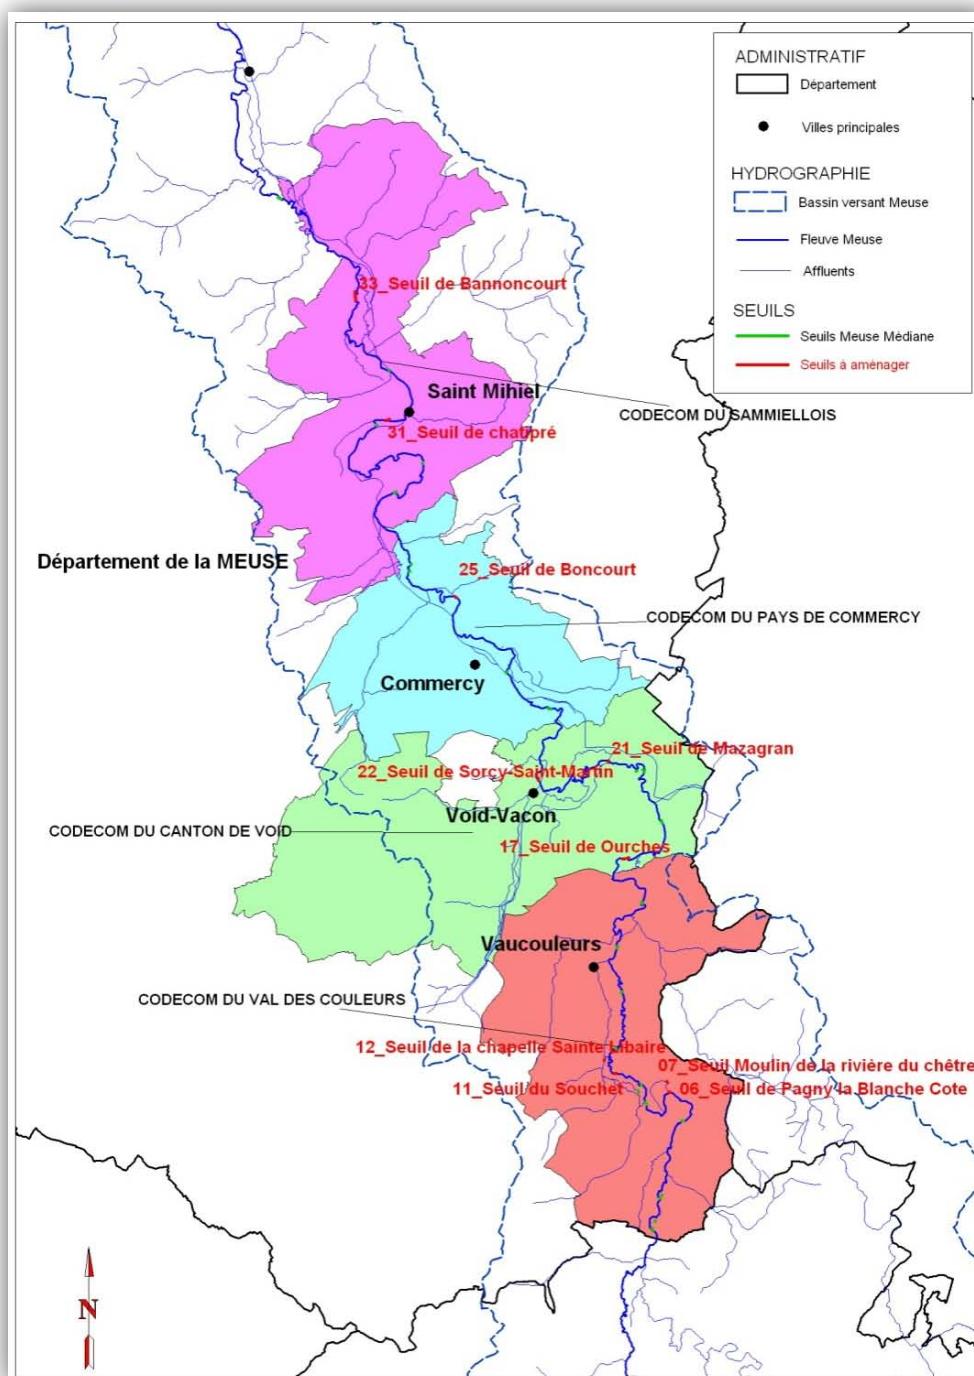 ADMINISTRATIF
Département
Villes principales
HYDROGRAPHIE
Bassin versant Meuse
Fleuve Meuse
Affluents
SEUILS
Seuils Meuse Médiane
Seuils à aménager
33_Seuil de Bannoncourt
Saint Mihiel
CODECOM DU SAMMIELLOIS
31_Seuil de chatipré
Département de la MEUSE
25_Seuil de Boncourt
CODECOM DU PAYS DE COMMERCY
Commercy
21_Seuil de Mazagran
22_Seuil de Sorcy-Saint-Martin
Void-Vacon
CODECOM DU CANTON DE VOID
17_Seuil de Ourches
Vaucouleurs
CODECOM DU VAL DES COULEURS
12_Seuil de la chapelle Sainte Libaire
07_Seuil Moulin de la rivière du chêtre
11_Seuil du Souchet
06_Seuil de Pagny la Blanche Cote
N